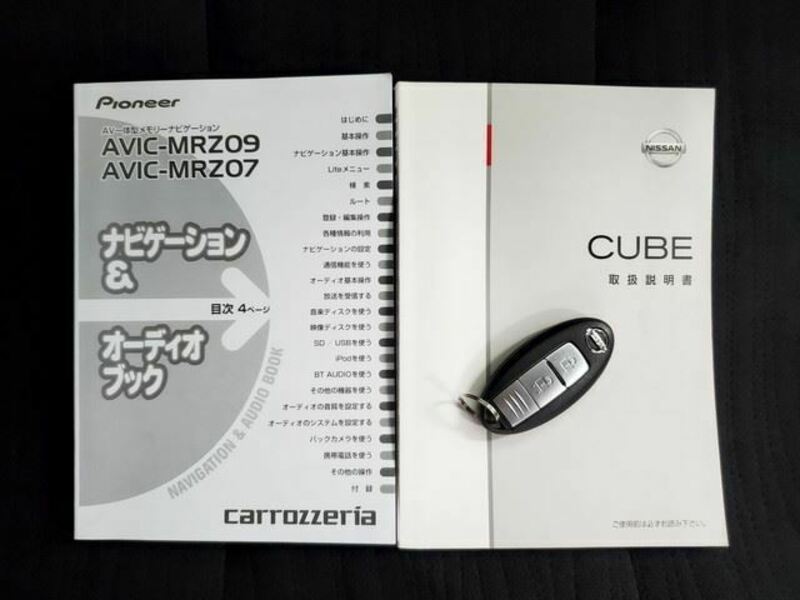 Pioneer
AV一体型メモリーナビゲーション
AVIC-MRZ09
AVIC-MRZ07
ナビゲーション
&
オーディオ
ブック
目次 4ページ
NAVIGATION & AUDIO BOOK
carrozzeria
はじめに
基本操作
ナビゲーション基本操作
Liteメニュー
検 索
ルート
登録・編集操作
各種情報の利用
ナビゲーションの設定
通信機能を使う
オーディオ基本操作
放送を受信する
音楽ディスクを使う
映像ディスクを使う
SD USBを使う
iPodを使う
BT AUDIOを使う
その他の機器を使う
オーディオの音質を設定する
オーディオのシステムを設定する
バックカメラを使う
携帯電話を使う
その他の操作
付 録
NISSAN
CUBE
取扱説明書
NISSAN
ご使用前は必ずお読み下さい。